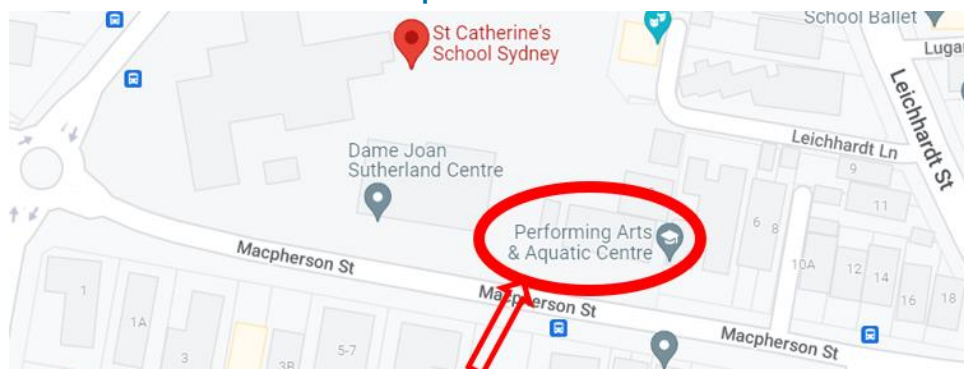 School Ballet
St Catherine's
School Sydney
Lugar
Leichhardt St
Leichhardt Ln
Dame Joan
Sutherland Centre
9
11
Performing Arts
& Aquatic Centre
6
8
Macpherson St
10A
12
14
16
18
1
Macpherson St
1A
3
3B
5-7
Macpherson St